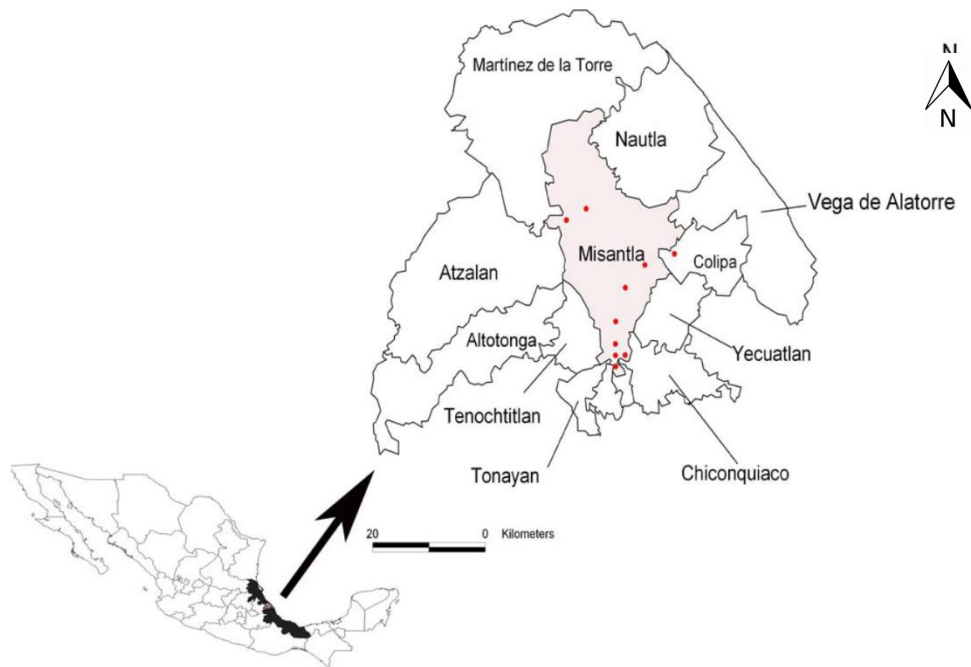 N
N
Martínez de la Torre
Nautla
Vega de Alatorre
Misantla
Colipa
Atzalan
Altotonga
Yecuatlan
Tenochtitlan
Tonayan
Chiconquiaco
20 0 Kilometers